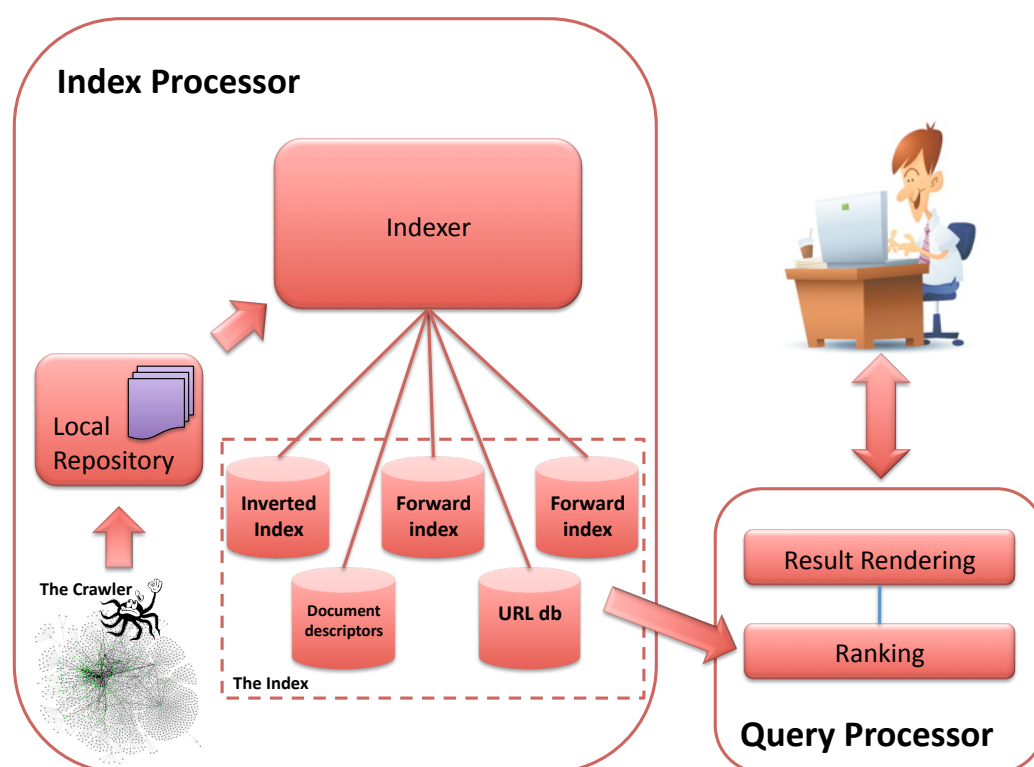 Index Processor
Indexer
Local
Repository
Inverted
Index
Forward
index
Forward
index
The Crawler
Document
descriptors
URL db
The Index
Result Rendering
Ranking
Query Processor